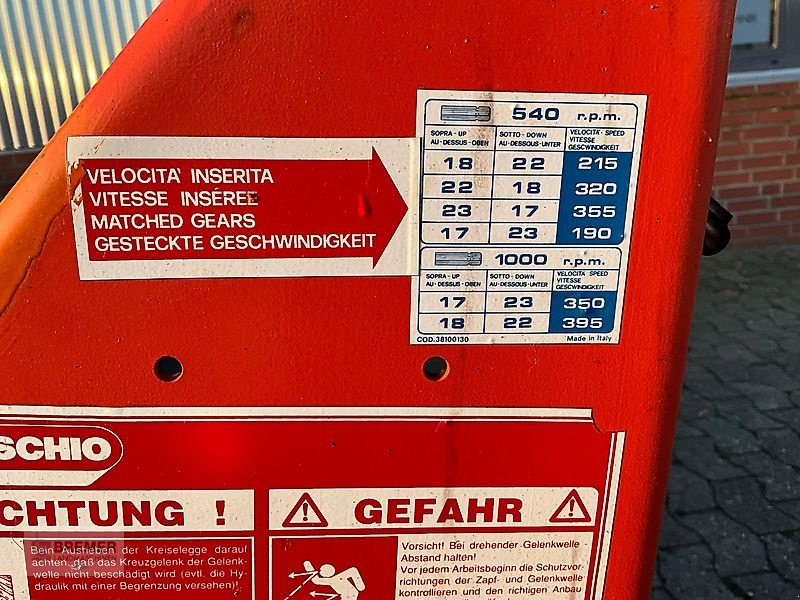 VELOCITA' INSERITA
VITESSE INSÉREE
MATCHED GEARS
GESTECKTE GESCHWINDIGKEIT
540 r.p.m.
SOPRA - UP SOTTO - DOWN VELOCITA' - SPEED
AU-DESSUS-OBEN AU-DESSOUS-UNTER VITESSE
GESCHWINDIGKEIT
18 22 215
22 18 320
23 17 355
17 23 190
1000 r.p.m.
SOPRA - UP SOTTO - DOWN VELOCITA' SPEED
AU-DESSUS-OBEN AU-DESSOUS-UNTER VITESSE
GESCHWINDIGKEIT
17 23 350
18 22 395
COD.38100130 Made in Italy
SCHIO
CHTUNG !
Bein Ausheben der Kreiselegge darauf
achten, daß das Kreuzgelenk der Gelenk-
welle nicht beschädigt wird (evtl. die Hy-
draulik mit einer Begrenzung versehen)!
GEFAHR
Vorsicht! Bei drehender Gelenkwelle -
Abstand halten!
Vor jedem Arbeitsbeginn die Schutzvor-
richtungen der Zapf- und Gelenkwelle
kontrollieren und den richtigen Anbau
BREMER